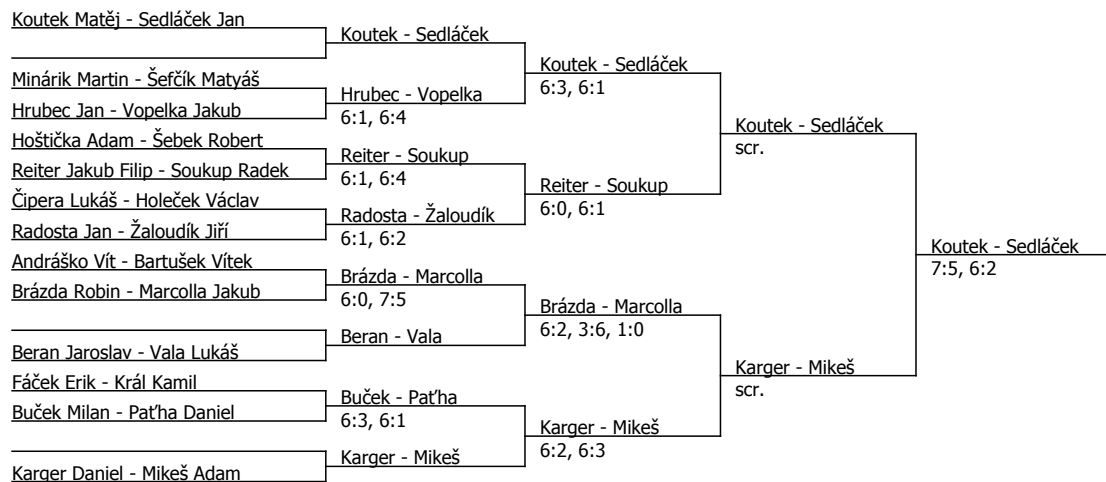 Koutek Matěj - Sedláček Jan
Minárik Martin - Šefčík Matyáš
Hrubec Jan - Vopelka Jakub
Hoštička Adam - Šebek Robert
Reiter Jakub Filip - Soukup Radek
Čipera Lukáš - Holeček Václav
Radosta Jan - Žaloudík Jiří
Andráško Vít - Bartušek Vítek
Brázda Robin - Marcolla Jakub
Beran Jaroslav - Vala Lukáš
Fáček Erik - Král Kamil
Buček Milan - Paťha Daniel
Karger Daniel - Mikeš Adam
Koutek - Sedláček
Hrubec - Vopelka
6:1, 6:4
Reiter - Soukup
6:1, 6:4
Radosta - Žaloudík
6:1, 6:2
Brázda - Marcolla
6:0, 7:5
Beran - Vala
Buček - Paťha
6:3, 6:1
Karger - Mikeš
Koutek - Sedláček
6:3, 6:1
Reiter - Soukup
6:0, 6:1
Brázda - Marcolla
6:2, 3:6, 1:0
Karger - Mikeš
6:2, 6:3
Koutek - Sedláček
scr.
Karger - Mikeš
scr.
Koutek - Sedláček
7:5, 6:2